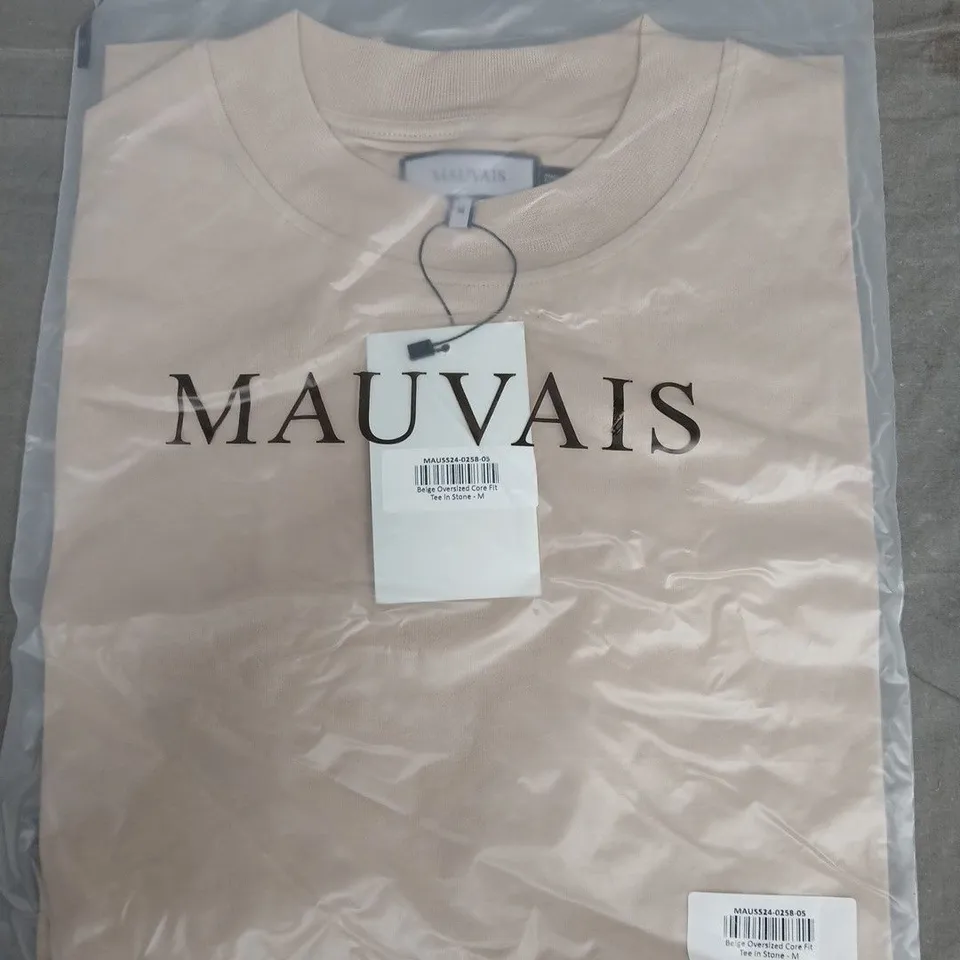 MAUVAIS
M
MAUVAIS
MAUSS24-0258-05
Beige Oversized Core Fit
Tee In Stone - M
MAUSS24-0258-05
Beige Oversized Core Fit
Tee In Stone - M